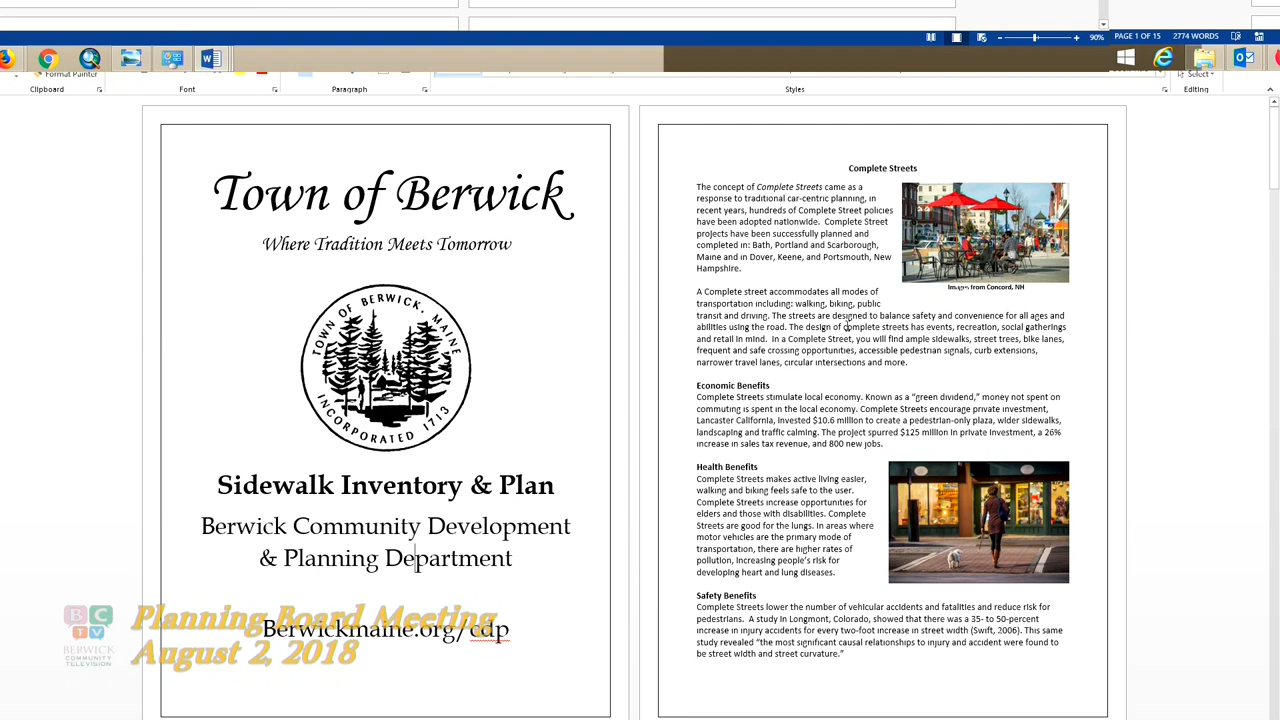 90%
PAGE 1 OF 15
2774 WORDS
Format Painter
Select
Clipboard
Font
Paragraph
Styles
Editing
Town of Berwick
Where Tradition Meets Tomorrow
TOWN OF BERWICK, MAINE
INCORPORATED 1713
Sidewalk Inventory & Plan
Berwick Community Development
& Planning Department
Berwickmaine.org/cdp
BCTV
BERWICK
COMMUNITY
TELEVISION
Planning Board Meeting
August 2, 2018
Complete Streets
The concept of Complete Streets came as a
response to traditional car-centric planning, in
recent years, hundreds of Complete Street policies
have been adopted nationwide. Complete Street
projects have been successfully planned and
completed in: Bath, Portland and Scarborough,
Maine and in Dover, Keene, and Portsmouth, New
Hampshire.
Images from Concord, NH
A Complete street accommodates all modes of
transportation including: walking, biking, public
transit and driving. The streets are designed to balance safety and convenience for all ages and
abilities using the road. The design of complete streets has events, recreation, social gatherings
and retail in mind. In a Complete Street, you will find ample sidewalks, street trees, bike lanes,
frequent and safe crossing opportunities, accessible pedestrian signals, curb extensions,
narrower travel lanes, circular intersections and more.
Economic Benefits
Complete Streets stimulate local economy. Known as a “green dividend,” money not spent on
commuting is spent in the local economy. Complete Streets encourage private investment,
Lancaster California, invested $10.6 million to create a pedestrian-only plaza, wider sidewalks,
landscaping and traffic calming. The project spurred $125 million in private investment, a 26%
increase in sales tax revenue, and 800 new jobs.
Health Benefits
Complete Streets makes active living easier,
walking and biking feels safe to the user.
Complete Streets increase opportunities for
elders and those with disabilities. Complete
Streets are good for the lungs. In areas where
motor vehicles are the primary mode of
transportation, there are higher rates of
pollution, increasing people’s risk for
developing heart and lung diseases.
Safety Benefits
Complete Streets lower the number of vehicular accidents and fatalities and reduce risk for
pedestrians. A study in Longmont, Colorado, showed that there was a 35- to 50-percent
increase in injury accidents for every two-foot increase in street width (Swift, 2006). This same
study revealed “the most significant causal relationships to injury and accident were found to
be street width and street curvature.”